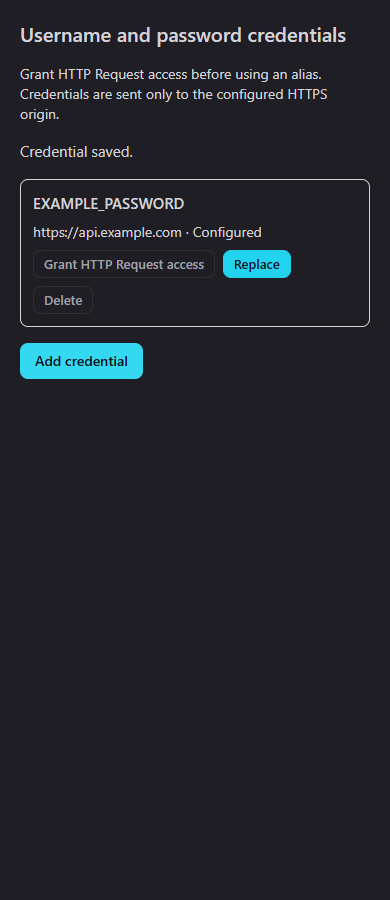 Username and password credentials
Grant HTTP Request access before using an alias.
Credentials are sent only to the configured HTTPS
origin.
Credential saved.
EXAMPLE_PASSWORD
https://api.example.com · Configured
Grant HTTP Request access
Replace
Delete
Add credential